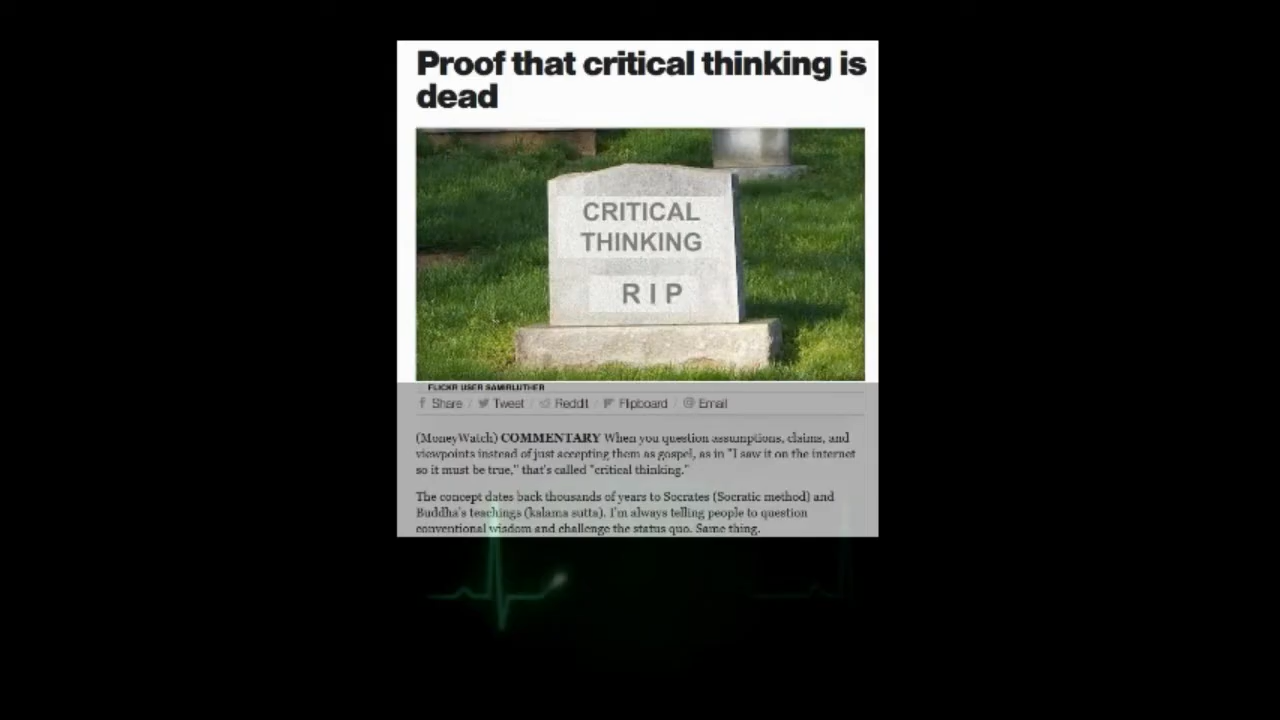 Proof that critical thinking is
dead
CRITICAL
THINKING
R I P
FLICKR USER SAMIRLUTHER
Share / Tweet / Reddit / Flipboard / Email
(MoneyWatch) COMMENTARY When you question assumptions, claims, and
viewpoints instead of just accepting them as gospel, as in "I saw it on the internet
so it must be true," that's called "critical thinking."
The concept dates back thousands of years to Socrates (Socratic method) and
Buddha's teachings (kalama sutta). I'm always telling people to question
conventional wisdom and challenge the status quo. Same thing.